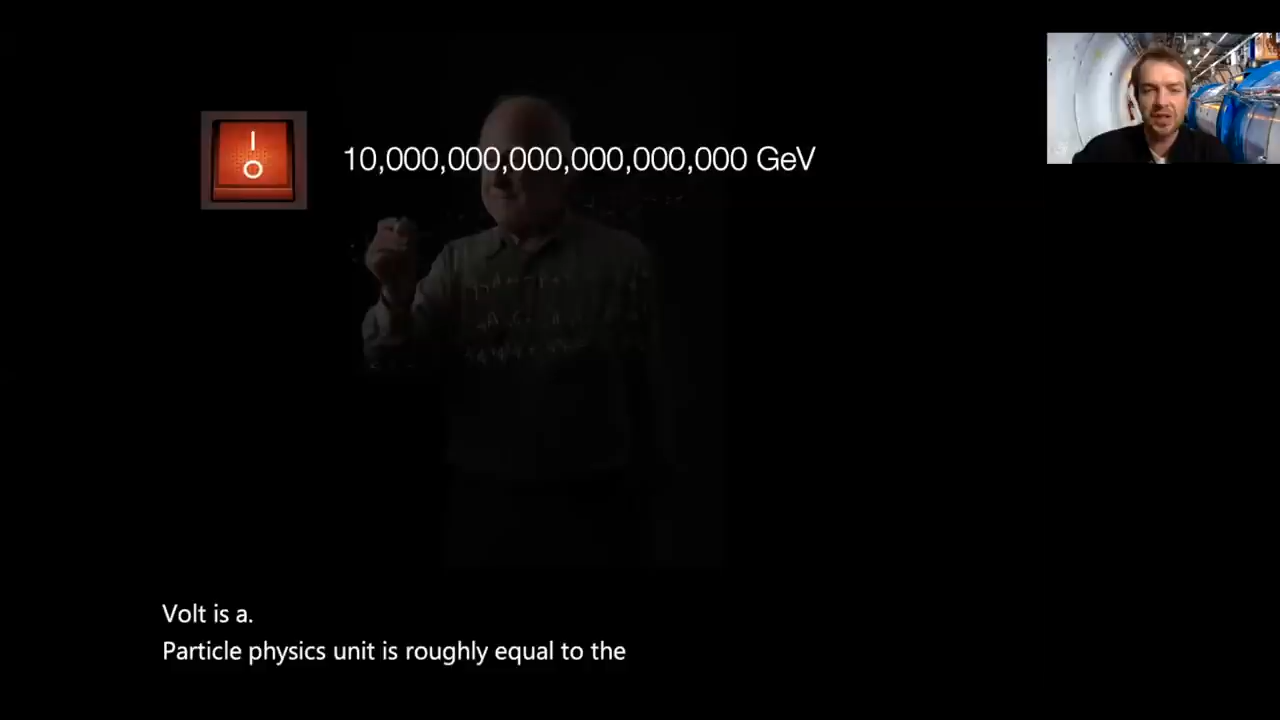 10,000,000,000,000,000,000 GeV
Volt is a.
Particle physics unit is roughly equal to the